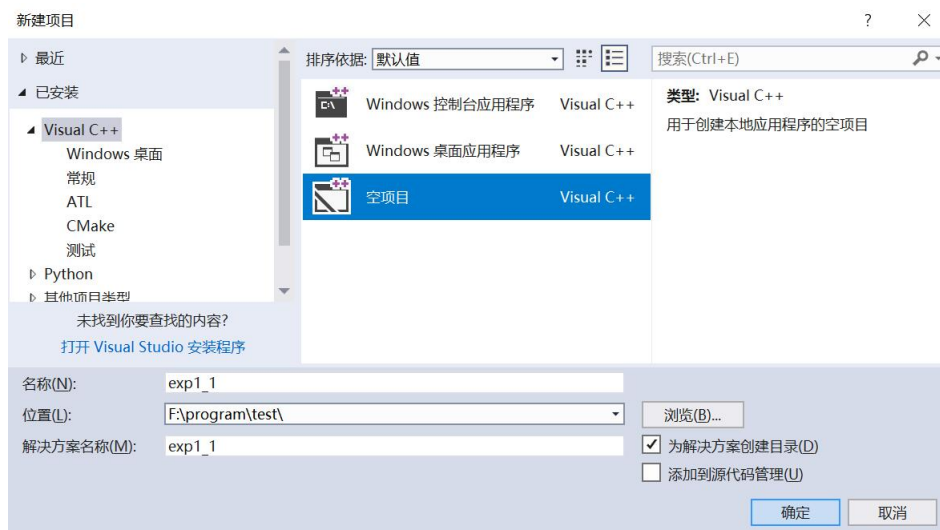 新建项目
?
最近
已安装
Visual C++
Windows 桌面
常规
ATL
CMake
测试
Python
其他项目类型
未找到你要查找的内容?
打开 Visual Studio 安装程序
排序依据: 默认值
Windows 控制台应用程序 Visual C++
Windows 桌面应用程序 Visual C++
空项目 Visual C++
搜索(Ctrl+E)
类型: Visual C++
用于创建本地应用程序的空项目
名称(N): exp1_1
位置(L): F:\program\test\ 浏览(B)...
解决方案名称(M): exp1_1
为解决方案创建目录(D)
添加到源代码管理(U)
确定 取消